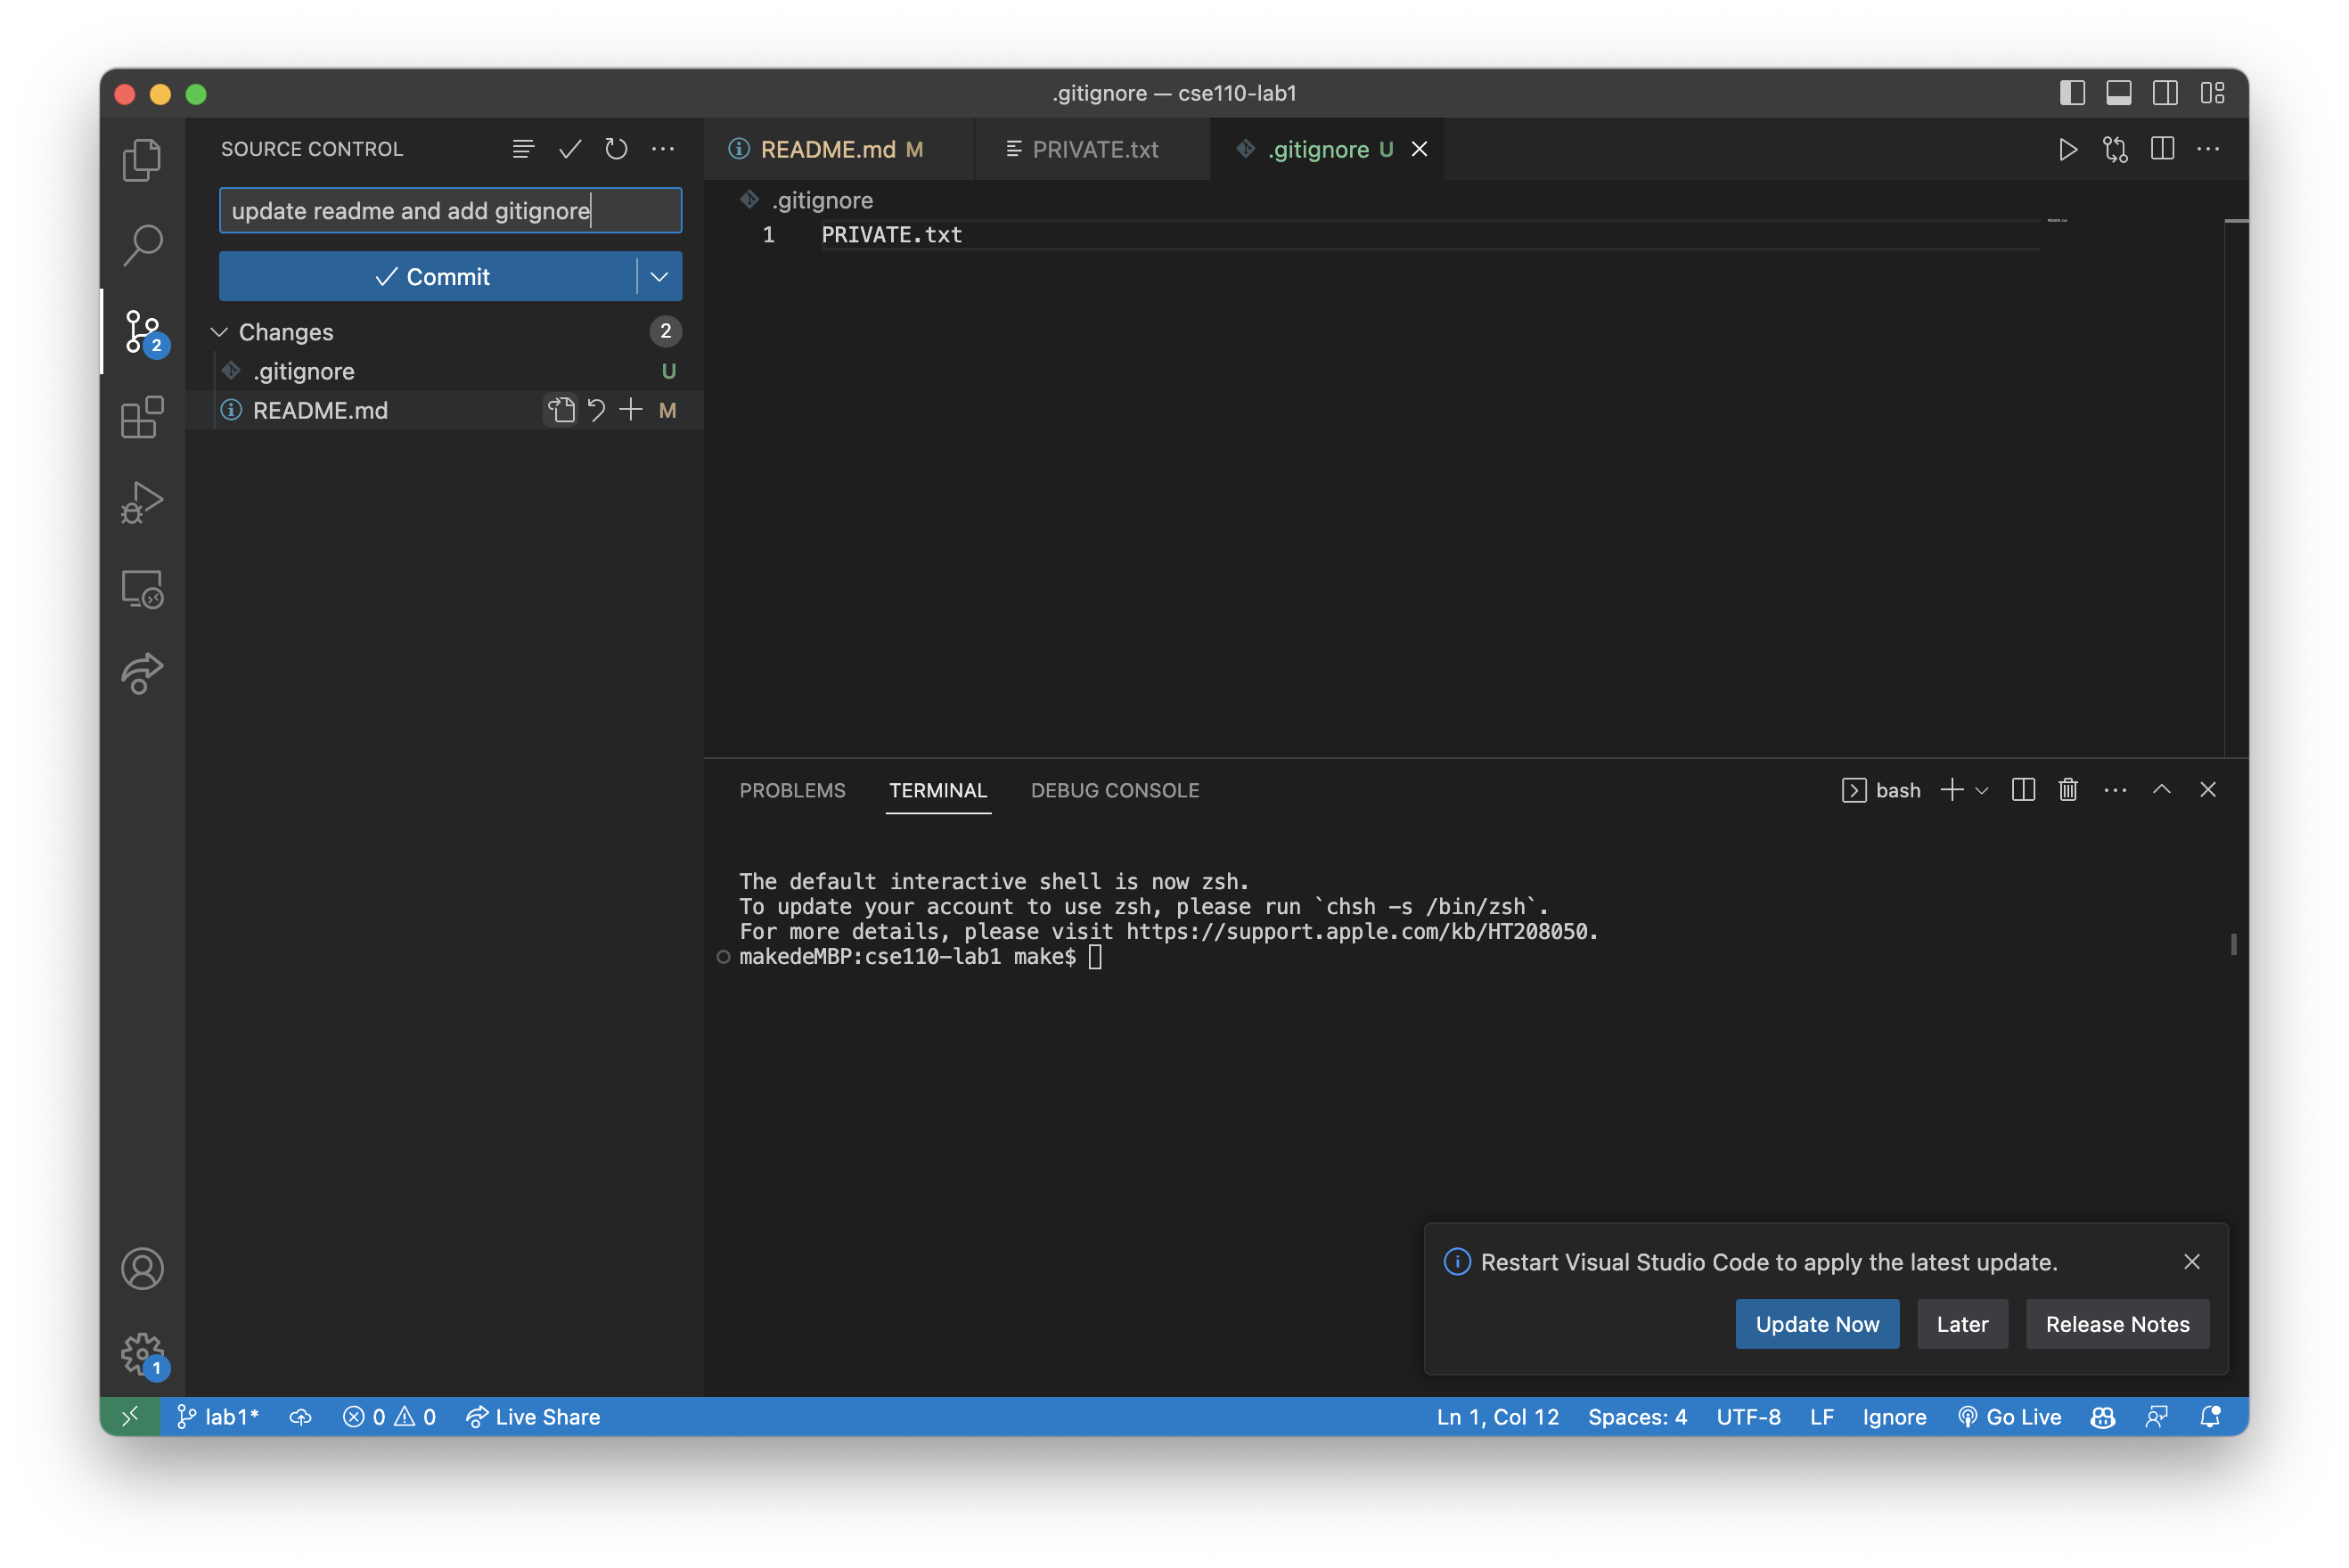 .gitignore — cse110-lab1
SOURCE CONTROL
README.md M
PRIVATE.txt
.gitignore U
update readme and add gitignore
.gitignore
1 PRIVATE.txt
Commit
Changes 2
.gitignore U
README.md M
2
PROBLEMS TERMINAL DEBUG CONSOLE
bash
The default interactive shell is now zsh.
To update your account to use zsh, please run `chsh -s /bin/zsh`.
For more details, please visit https://support.apple.com/kb/HT208050.
makedeMBP:cse110-lab1 make$
Restart Visual Studio Code to apply the latest update.
Update Now Later Release Notes
1
lab1* 0 0 Live Share
Ln 1, Col 12 Spaces: 4 UTF-8 LF Ignore Go Live